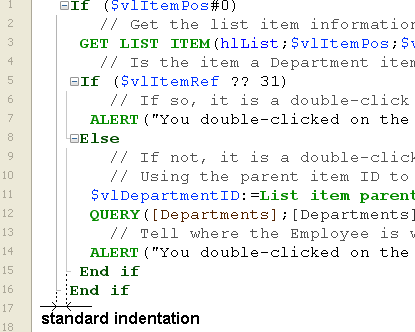 1 If ($vlItemPos#0)
2 // Get the list item information
3 GET LIST ITEM(hlList;$vlItemPos;$v
4 // Is the item a Department item
5 If ($vlItemRef ?? 31)
6 // If so, it is a double-click
7 ALERT("You double-clicked on the
8 Else
9 // If not, it is a double-click
10 // Using the parent item ID to
11 $vlDepartmentID:=List item parent
12 QUERY([Departments];[Departments]
13 // Tell where the Employee is
14 ALERT("You double-clicked on the
15 End if
16 End if
17
18 standard indentation